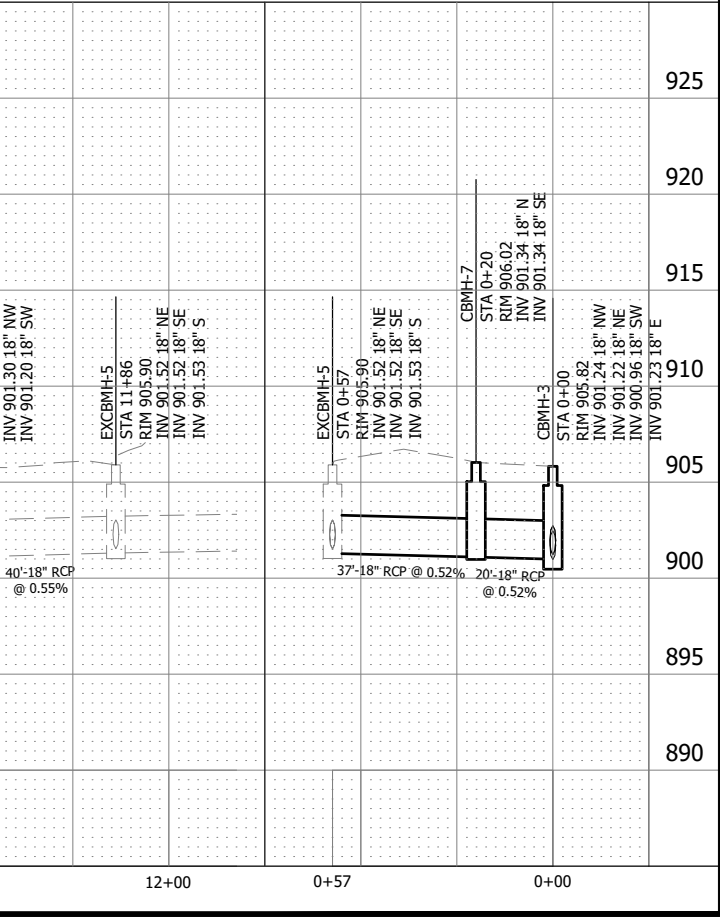 925
920
915
910
905
900
895
890
INV 901.30 18" NW
INV 901.20 18" SW
EXCBMH-5
STA 11+86
RIM 905.90
INV 901.52 18" NE
INV 901.52 18" SE
INV 901.53 18" S
EXCBMH-5
STA 0+57
RIM 905.90
INV 901.52 18" NE
INV 901.52 18" SE
INV 901.53 18" S
CBMH-7
STA 0+20
RIM 906.02
INV 901.34 18" N
INV 901.34 18" SE
CBMH-3
STA 0+00
RIM 905.82
INV 901.24 18" NW
INV 901.22 18" NE
INV 900.96 18" SW
INV 901.23 18" E
40'-18" RCP
@ 0.55%
37'-18" RCP @ 0.52%
20'-18" RCP
@ 0.52%
12+00
0+57
0+00